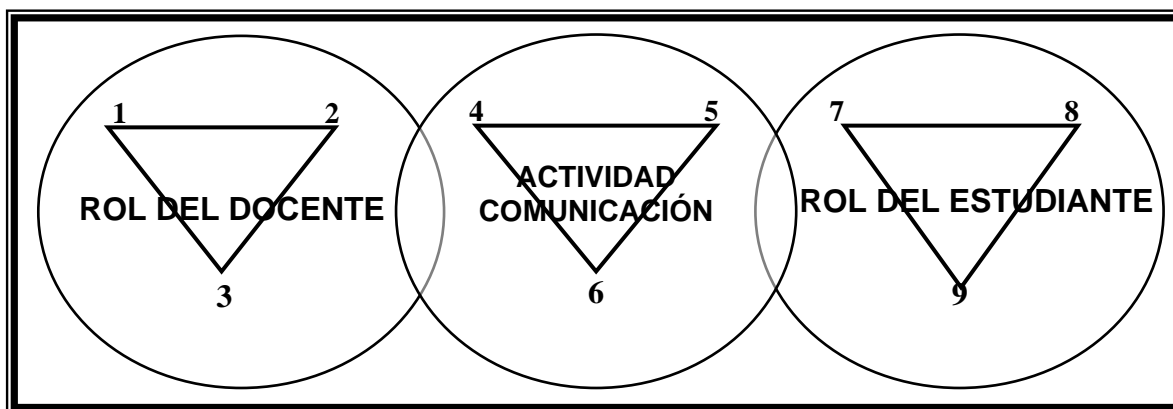 1 2
ROL DEL DOCENTE
3
4 5
ACTIVIDAD
COMUNICACIÓN
6
7 8
ROL DEL ESTUDIANTE
9